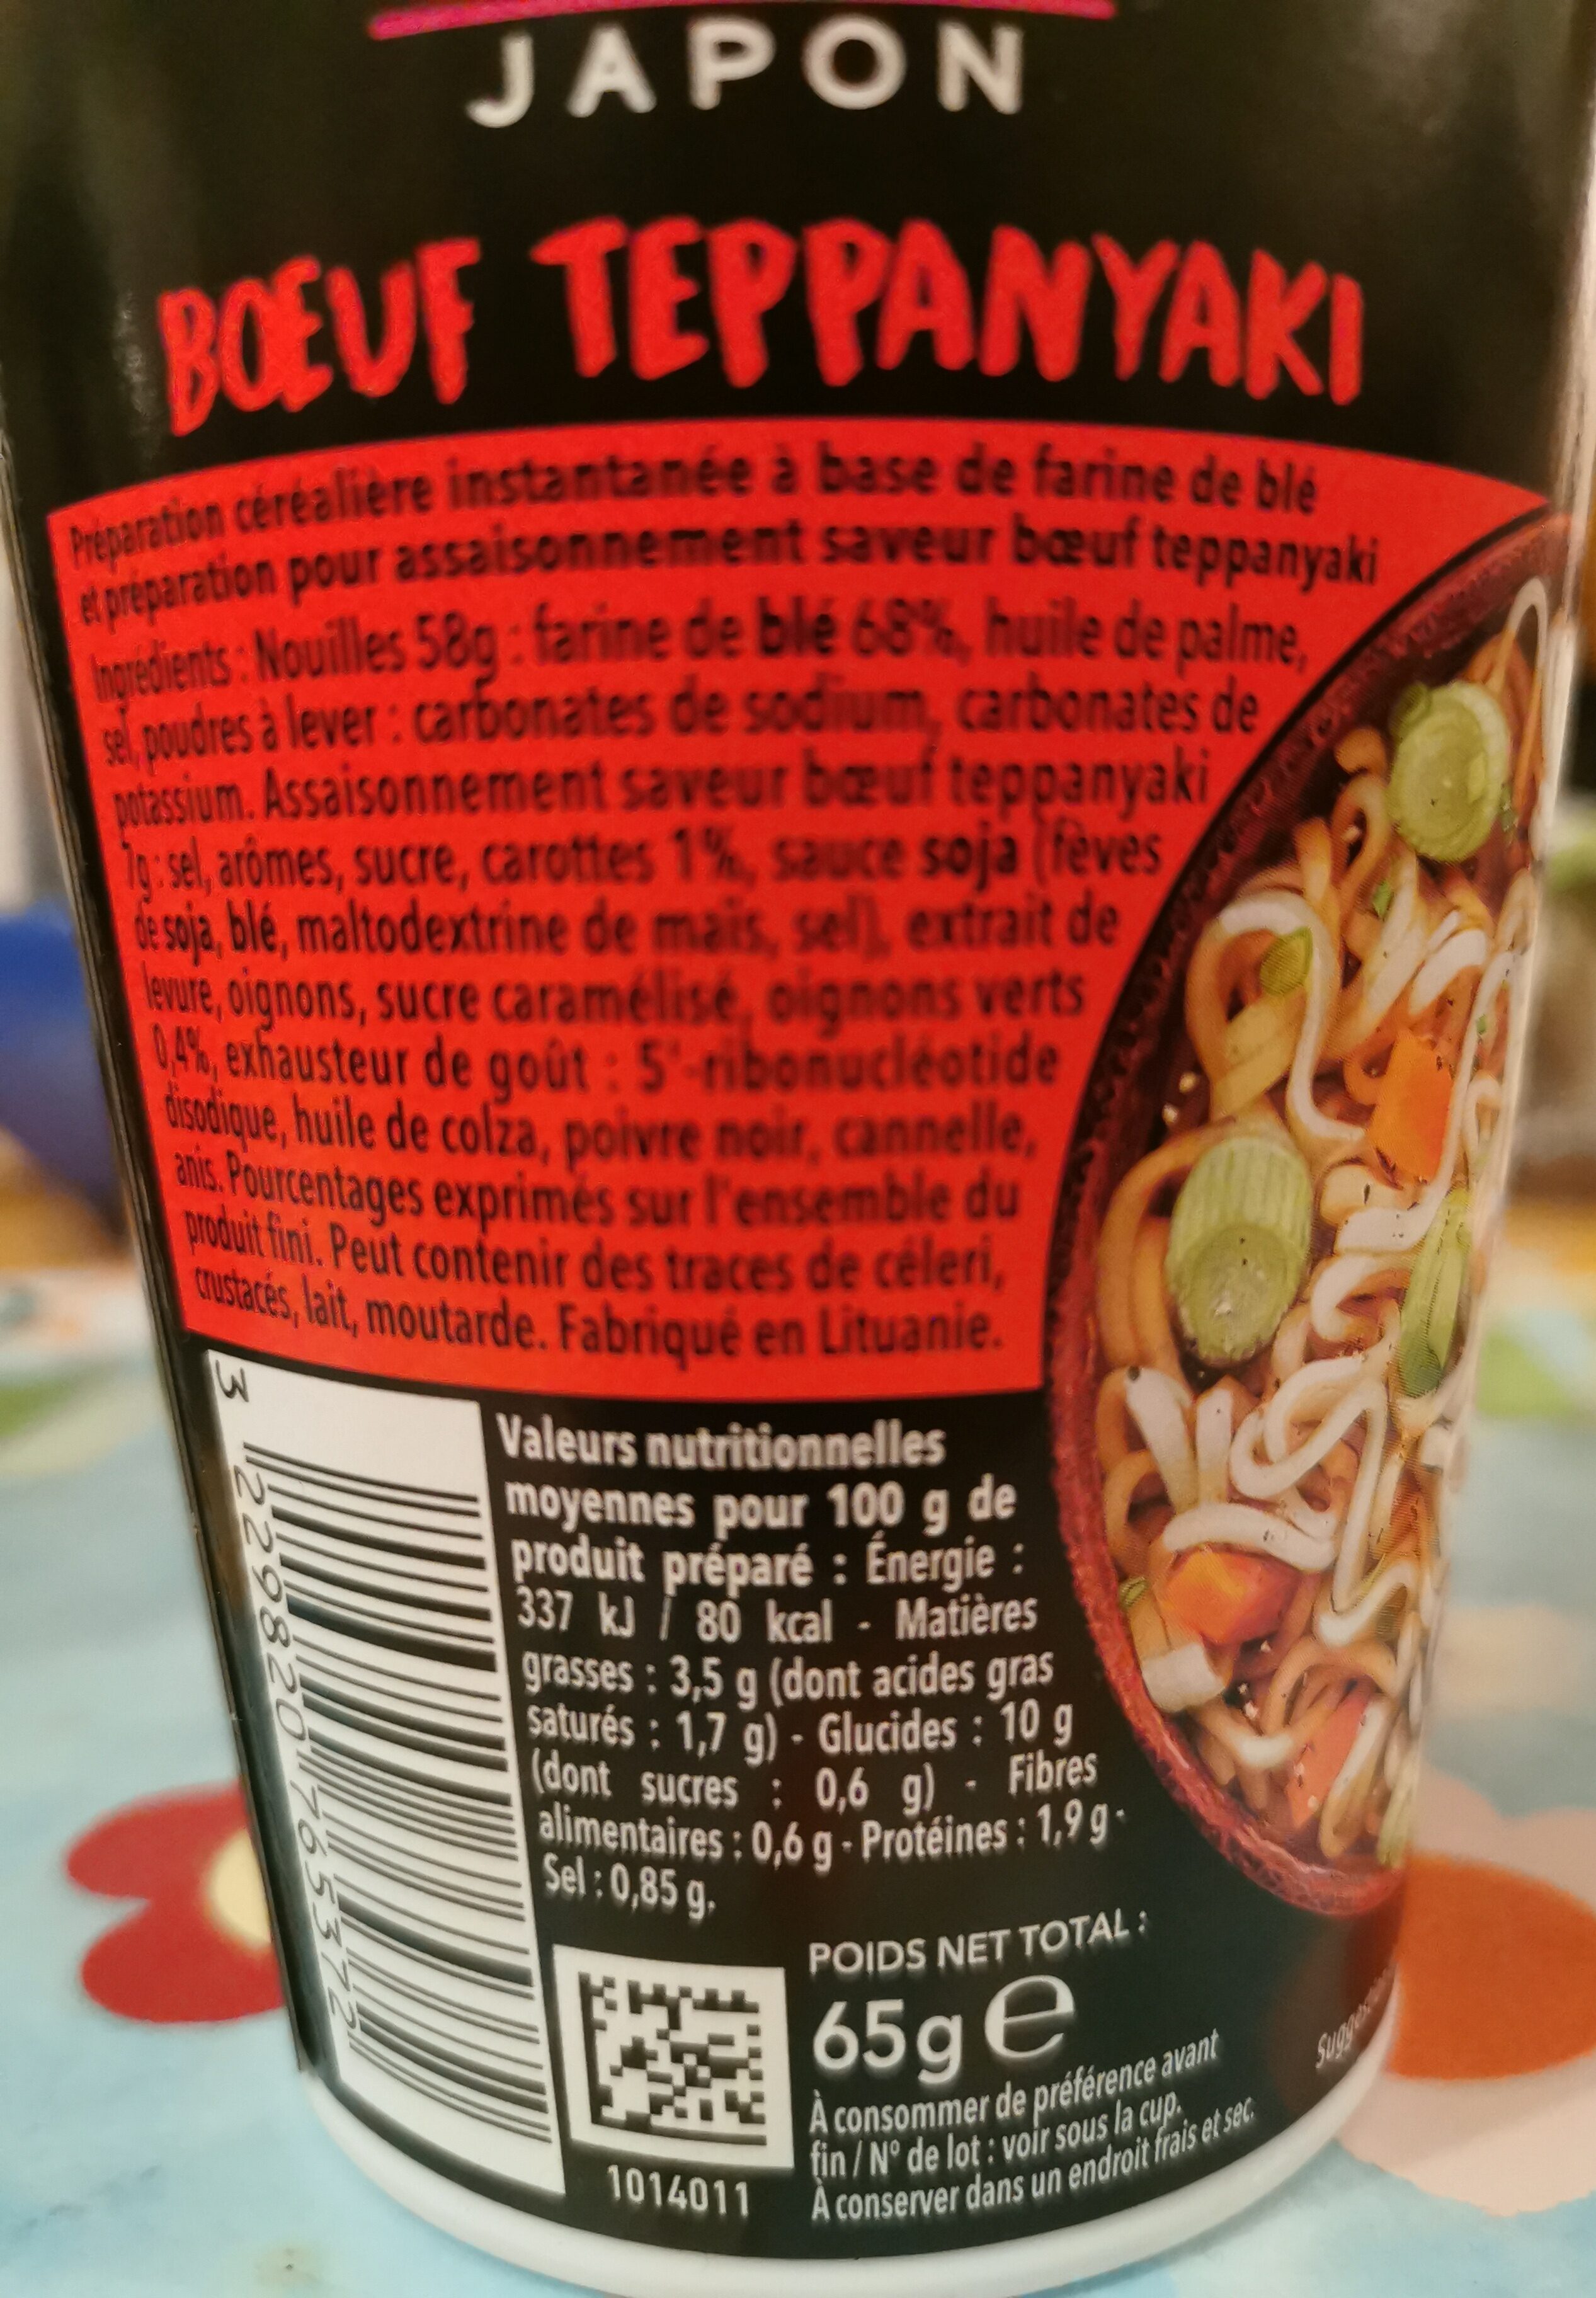 JAPON
BŒUF TEPPANYAKI
Préparation céréalière instantanée à base de farine de blé
et préparation pour assaisonnement saveur bœuf teppanyaki
Ingrédients : Nouilles 58g : farine de blé 68%, huile de palme,
sel, poudres à lever : carbonates de sodium, carbonates de
potassium. Assaisonnement saveur bœuf teppanyaki
7g : sel, arômes, sucre, carottes 1%, sauce soja (fèves
de soja, blé, maltodextrine de maïs, sel), extrait de
levure, oignons, sucre caramélisé, oignons verts
0,4%, exhausteur de goût : 5'-ribonucléotide
disodique, huile de colza, poivre noir, cannelle,
anis. Pourcentages exprimés sur l'ensemble du
produit fini. Peut contenir des traces de céleri,
crustacés, lait, moutarde. Fabriqué en Lituanie.
3 229820 765372
Valeurs nutritionnelles
moyennes pour 100 g de
produit préparé : Énergie :
337 kJ / 80 kcal - Matières
grasses : 3,5 g (dont acides gras
saturés : 1,7 g) - Glucides : 10 g
(dont sucres : 0,6 g) - Fibres
alimentaires : 0,6 g - Protéines : 1,9 g -
Sel : 0,85 g.
POIDS NET TOTAL :
65g e
À consommer de préférence avant
fin / N° de lot : voir sous la cup.
À conserver dans un endroit frais et sec.
1014011